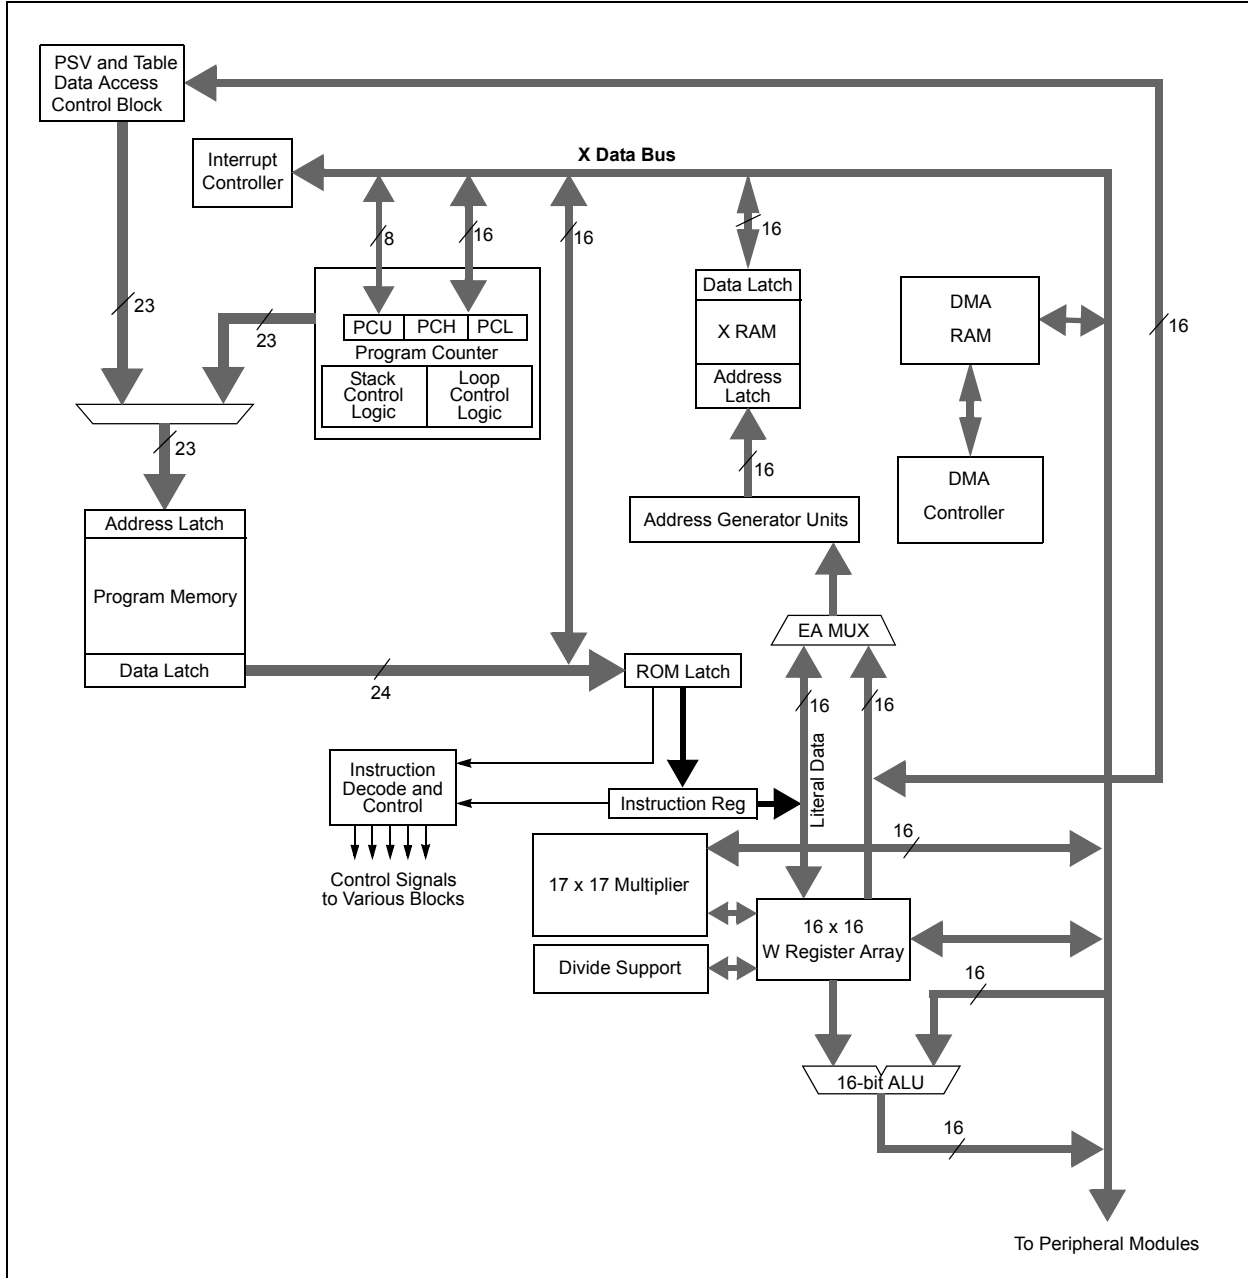 PSV and Table
Data Access
Control Block
Interrupt
Controller
X Data Bus
8
16
16
16
23
23
PCU
PCH
PCL
Program Counter
Stack
Control
Logic
Loop
Control
Logic
Data Latch
X RAM
Address
Latch
DMA
RAM
16
23
16
DMA
Controller
Address Latch
Program Memory
Data Latch
Address Generator Units
EA MUX
24
ROM Latch
16
16
Literal Data
Instruction
Decode and
Control
Instruction Reg
Control Signals
to Various Blocks
16
17 x 17 Multiplier
16 x 16
W Register Array
Divide Support
16
16-bit ALU
16
To Peripheral Modules